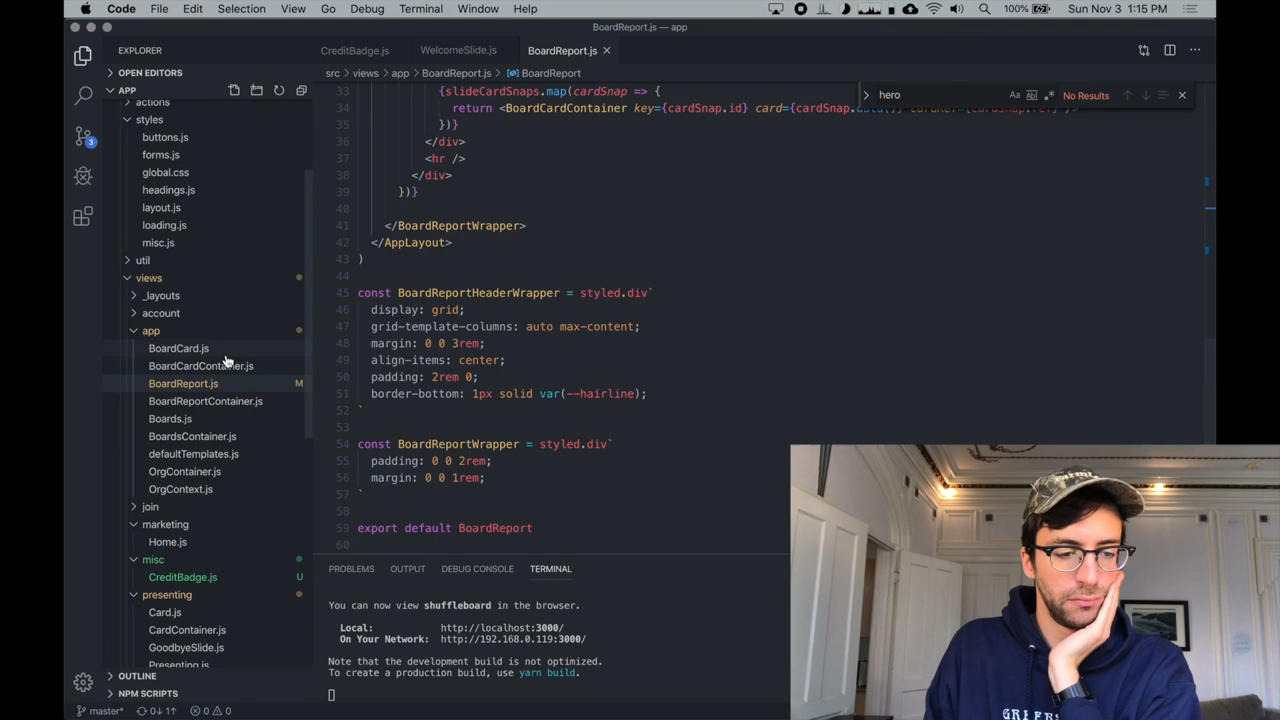 Code File Edit Selection View Go Debug Terminal Window Help
100% Sun Nov 3 1:15 PM
BoardReport.js — app
EXPLORER
CreditBadge.js
WelcomeSlide.js
BoardReport.js
OPEN EDITORS
src › views › app › BoardReport.js › BoardReport
APP
hero
Aa
Abl
No Results
actions
styles
buttons.js
forms.js
global.css
headings.js
layout.js
loading.js
misc.js
util
views
_layouts
account
app
BoardCard.js
BoardCardContainer.js
BoardReport.js M
BoardReportContainer.js
Boards.js
BoardsContainer.js
defaultTemplates.js
OrgContainer.js
OrgContext.js
join
marketing
Home.js
misc
CreditBadge.js U
presenting
Card.js
CardContainer.js
GoodbyeSlide.js
Presenting.js
OUTLINE
NPM SCRIPTS
3
33 {slideCardSnaps.map(cardSnap => {
34 return <BoardCardContainer key={cardSnap.id} card={cardSnap.data()} cardRef={cardSnap.ref} />
35 })}
36 </div>
37 <hr />
38 </div>
39 })}
40
41 </BoardReportWrapper>
42 </AppLayout>
43 )
44
45 const BoardReportHeaderWrapper = styled.div`
46 display: grid;
47 grid-template-columns: auto max-content;
48 margin: 0 0 3rem;
49 align-items: center;
50 padding: 2rem 0;
51 border-bottom: 1px solid var(--hairline);
52 `
53
54 const BoardReportWrapper = styled.div`
55 padding: 0 0 2rem;
56 margin: 0 0 1rem;
57 `
58
59 export default BoardReport
60
PROBLEMS OUTPUT DEBUG CONSOLE TERMINAL
You can now view shuffleboard in the browser.
Local: http://localhost:3000/
On Your Network: http://192.168.0.119:3000/
Note that the development build is not optimized.
To create a production build, use yarn build.
master* 0↓ 1↑ 0 0